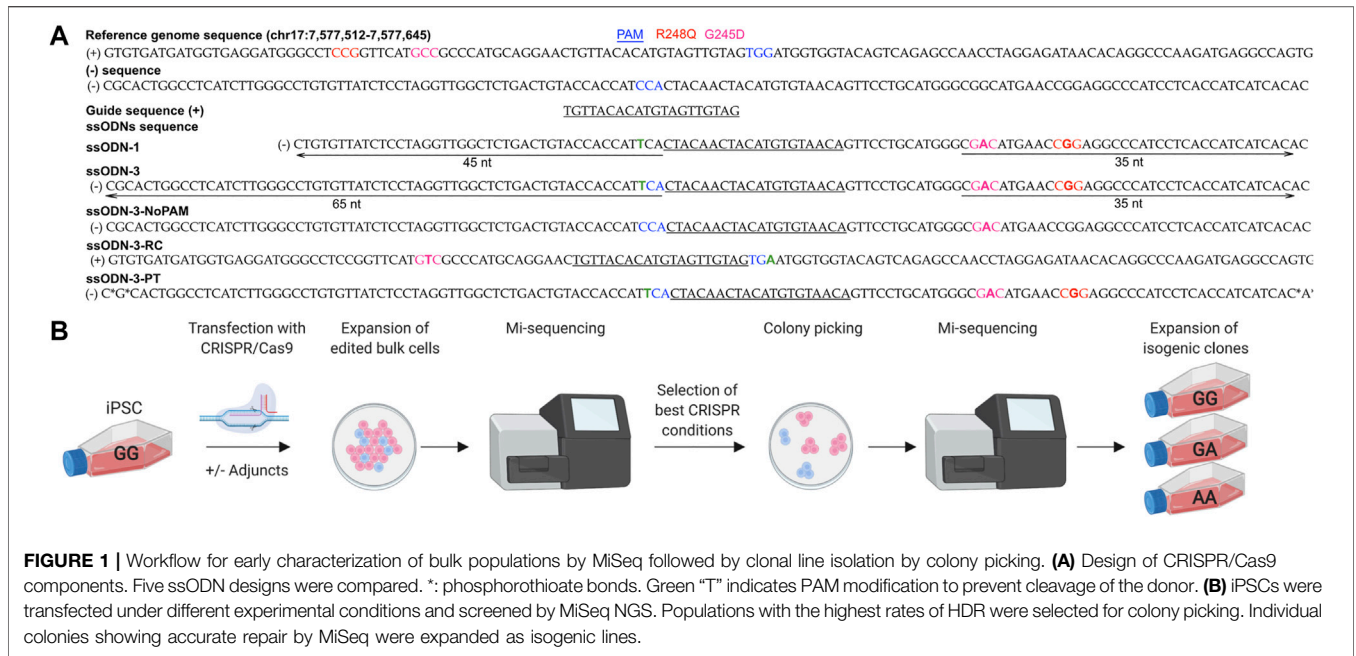 A
Reference genome sequence (chr17:7,577,512-7,577,645) PAM R248Q G245D
(+) GTGTGATGATGGTGAGGATGGGCCTCCGGTTCATGCCGCCCATGCAGGAACTGTTACACATGTAGTTGTAGTGGATGGTGGTACAGTCAGAGCCAACCTAGGAGATAACACAGGCCCAAGATGAGGCCAGTG
(-) sequence
(-) CGCACTGGCCTCATCTTGGGCCTGTGTTATCTCCTAGGTTGGCTCTGACTGTACCACCATCCACTACAACTACATGTGTAACAGTTCCTGCATGGGCGGCATGAACCGGAGGCCCATCCTCACCATCATCACAC
Guide sequence (+) TGTTACACATGTAGTTGTAG
ssODNs sequence
ssODN-1 (-) CTGTGTTATCTCCTAGGTTGGCTCTGACTGTACCACCATTCACTACAACTACATGTGTAACAGTTCCTGCATGGGCGACATGAACCGGAGGCCCATCCTCACCATCATCACAC
45 nt 35 nt
ssODN-3
(-) CGCACTGGCCTCATCTTGGGCCTGTGTTATCTCCTAGGTTGGCTCTGACTGTACCACCATTCACTACAACTACATGTGTAACAGTTCCTGCATGGGCGACATGAACCGGAGGCCCATCCTCACCATCATCACAC
65 nt 35 nt
ssODN-3-NoPAM
(-) CGCACTGGCCTCATCTTGGGCCTGTGTTATCTCCTAGGTTGGCTCTGACTGTACCACCATCCACTACAACTACATGTGTAACAGTTCCTGCATGGGCGACATGAACCGGAGGCCCATCCTCACCATCATCACAC
ssODN-3-RC
(+) GTGTGATGATGGTGAGGATGGGCCTCCGGTTCATGTCGCCCATGCAGGAACTGTTACACATGTAGTTGTAGTGAATGGTGGTACAGTCAGAGCCAACCTAGGAGATAACACAGGCCCAAGATGAGGCCAGTG
ssODN-3-PT
(-) C*G*CACTGGCCTCATCTTGGGCCTGTGTTATCTCCTAGGTTGGCTCTGACTGTACCACCATTCACTACAACTACATGTGTAACAGTTCCTGCATGGGCGACATGAACCGGAGGCCCATCCTCACCATCATCAC*A*
B
Transfection with CRISPR/Cas9
Expansion of edited bulk cells
Mi-sequencing
Colony picking
Mi-sequencing
Expansion of isogenic clones
iPSC
GG
+/- Adjuncts
Selection of best CRISPR conditions
GG
GA
AA
FIGURE 1 | Workflow for early characterization of bulk populations by MiSeq followed by clonal line isolation by colony picking. (A) Design of CRISPR/Cas9
components. Five ssODN designs were compared. *: phosphorothioate bonds. Green “T” indicates PAM modification to prevent cleavage of the donor. (B) iPSCs were
transfected under different experimental conditions and screened by MiSeq NGS. Populations with the highest rates of HDR were selected for colony picking. Individual
colonies showing accurate repair by MiSeq were expanded as isogenic lines.